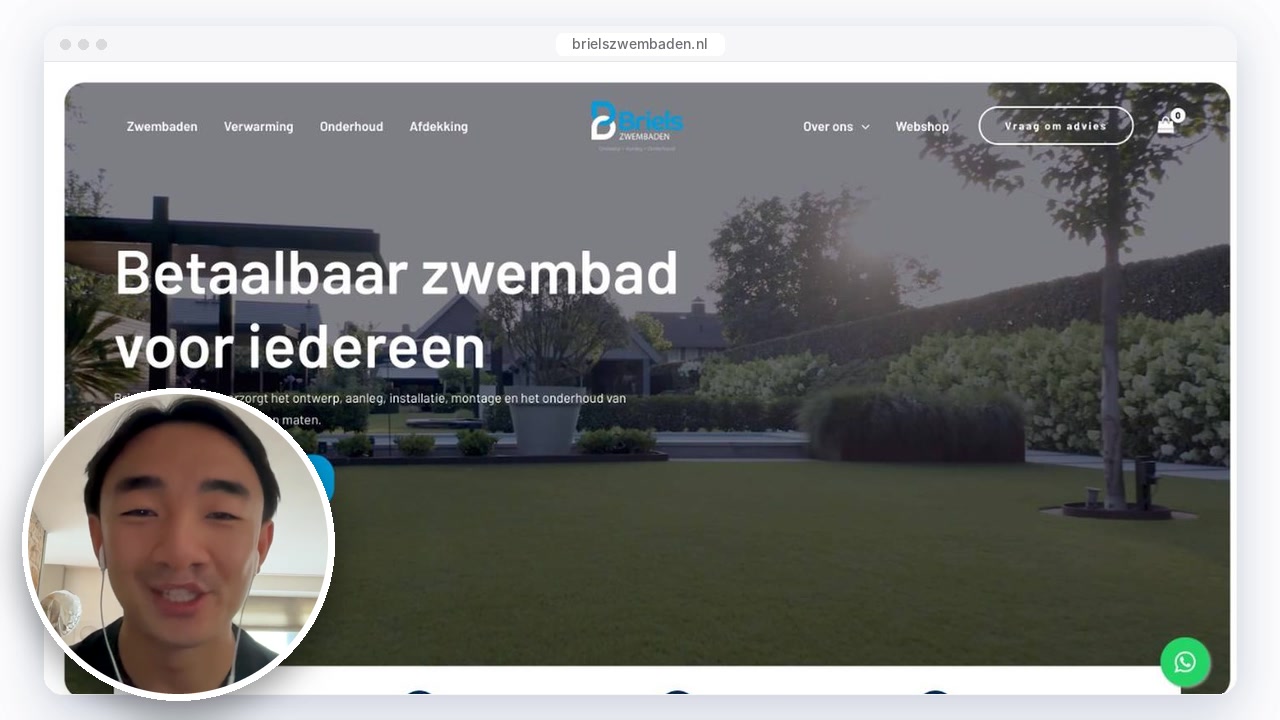 brielszwembaden.nl
Zwembaden
Verwarming
Onderhoud
Afdekking
Briels
ZWEMBADEN
Over ons
Webshop
Vraag om advies
0
Betaalbaar zwembad
voor iedereen
het ontwerp, aanleg, installatie, montage en het onderhoud van
maten.